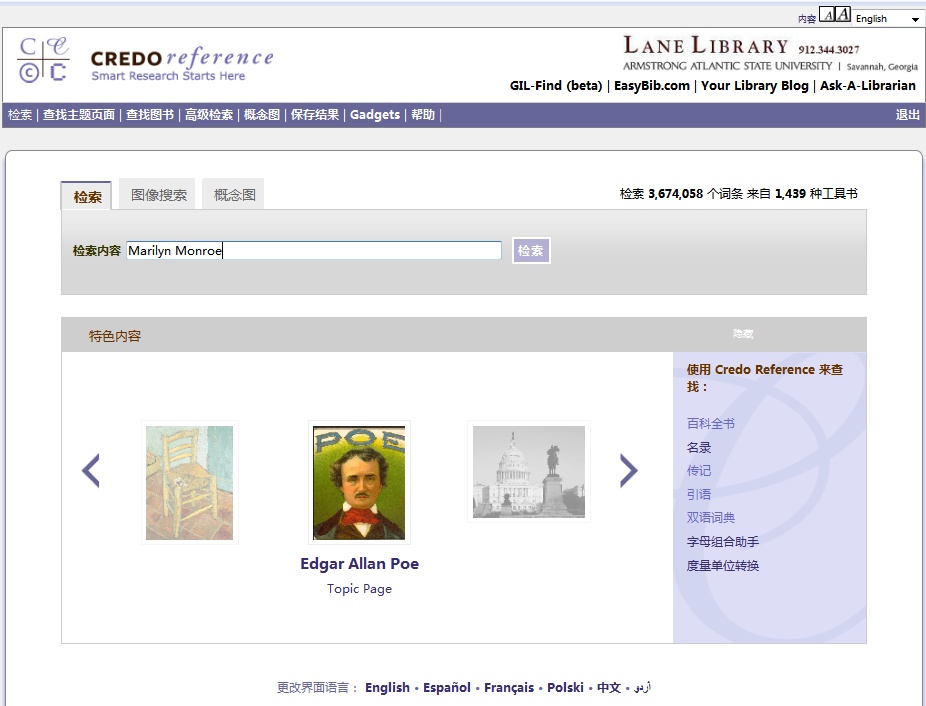 内容 A A English
CREDOreference
Smart Research Starts Here
LANE LIBRARY 912.344.3027
ARMSTRONG ATLANTIC STATE UNIVERSITY | Savannah, Georgia
GIL-Find (beta) | EasyBib.com | Your Library Blog | Ask-A-Librarian
检索 | 查找主题页面 | 查找图书 | 高级检索 | 概念图 | 保存结果 | Gadgets | 帮助 | 退出
检索 图像搜索 概念图 检索 3,674,058 个词条 来自 1,439 种工具书
检索内容 Marilyn Monroe 检索
特色内容 隐藏
使用 Credo Reference 来查
找：
百科全书
名录
传记
引语
双语词典
字母组合助手
度量单位转换
POE
Edgar Allan Poe
Topic Page
更改界面语言： English • Español • Français • Polski • 中文 • اردو